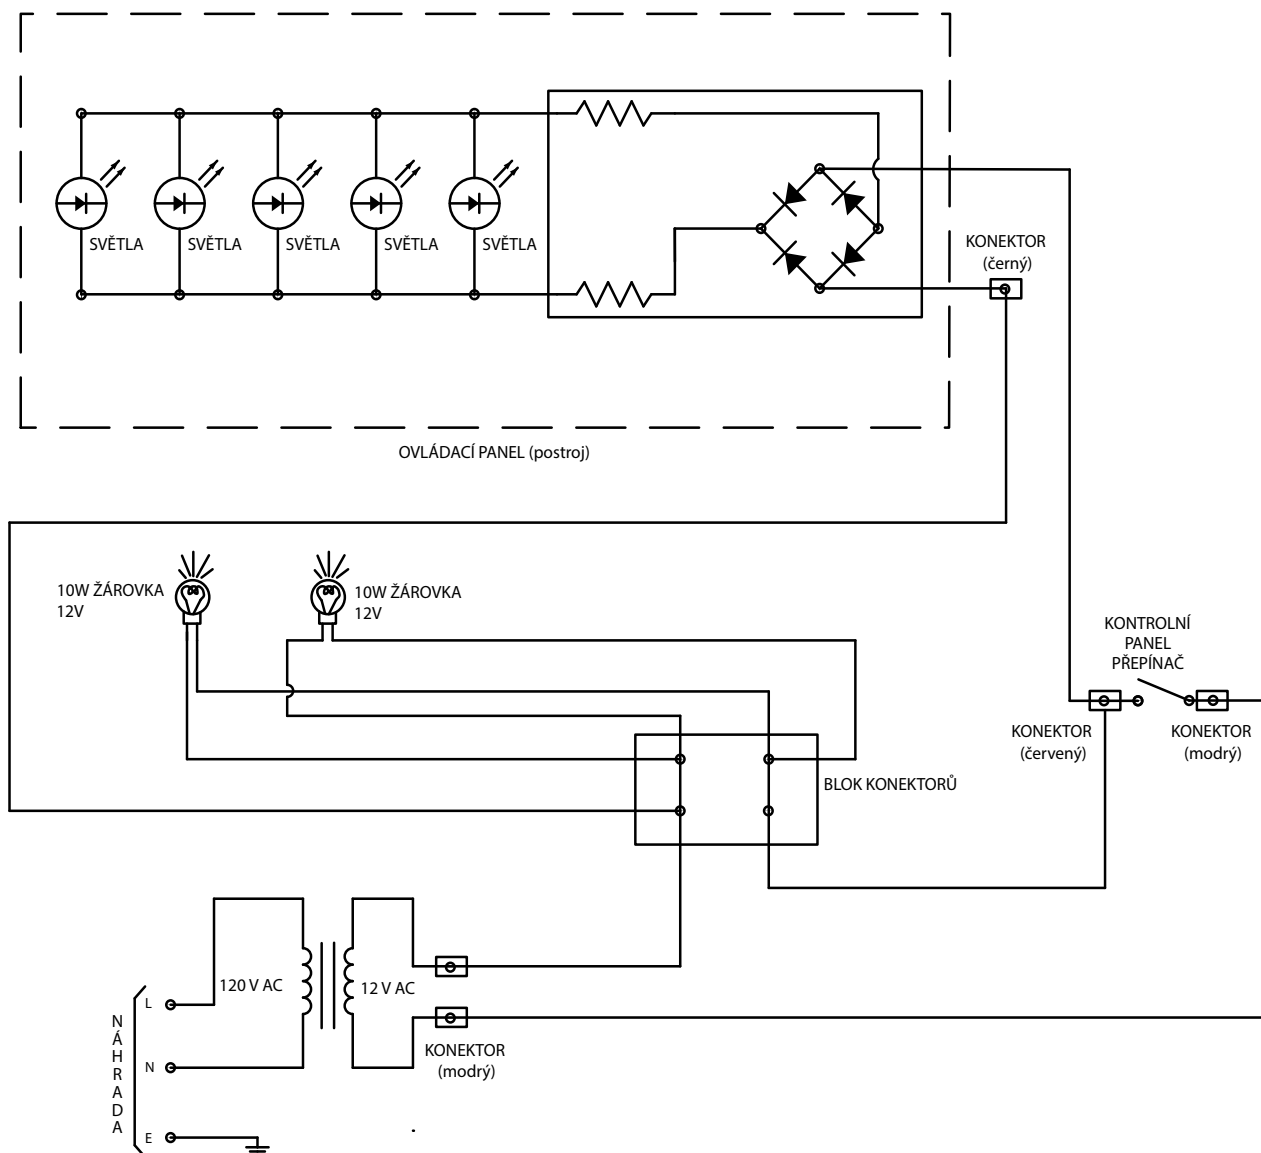 SVĚTLA
SVĚTLA
SVĚTLA
SVĚTLA
SVĚTLA
KONEKTOR
(černý)
OVLÁDACÍ PANEL (postroj)
10W ŽÁROVKA
12V
10W ŽÁROVKA
12V
KONTROLNÍ
PANEL
PŘEPÍNAČ
KONEKTOR
(červený)
KONEKTOR
(modrý)
BLOK KONEKTORŮ
120 V AC
12 V AC
L
N
E
NÁHRADA
KONEKTOR
(modrý)